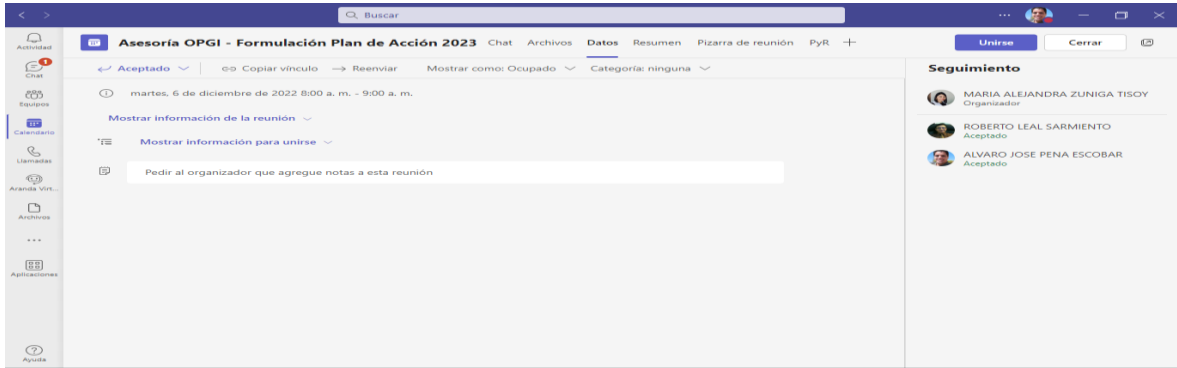 Buscar
Actividad
1
Chat
Equipos
Calendario
Llamadas
Aranda Virt...
Archivos
Aplicaciones
Ayuda
Asesoría OPGI - Formulación Plan de Acción 2023 Chat Archivos Datos Resumen Pizarra de reunión PyR
Unirse Cerrar
Aceptado Copiar vínculo Reenviar Mostrar como: Ocupado Categoría: ninguna
martes, 6 de diciembre de 2022 8:00 a. m. - 9:00 a. m.
Mostrar información de la reunión
Mostrar información para unirse
Pedir al organizador que agregue notas a esta reunión
Seguimiento
MARIA ALEJANDRA ZUNIGA TISOY
Organizador
ROBERTO LEAL SARMIENTO
Aceptado
ALVARO JOSE PENA ESCOBAR
Aceptado